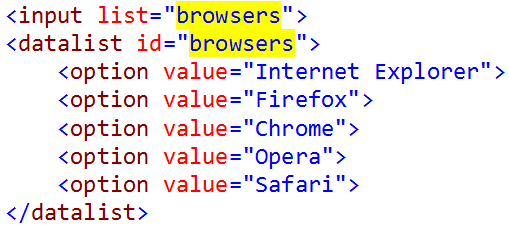 <input list="browsers">
<datalist id="browsers">
    <option value="Internet Explorer">
    <option value="Firefox">
    <option value="Chrome">
    <option value="Opera">
    <option value="Safari">
</datalist>